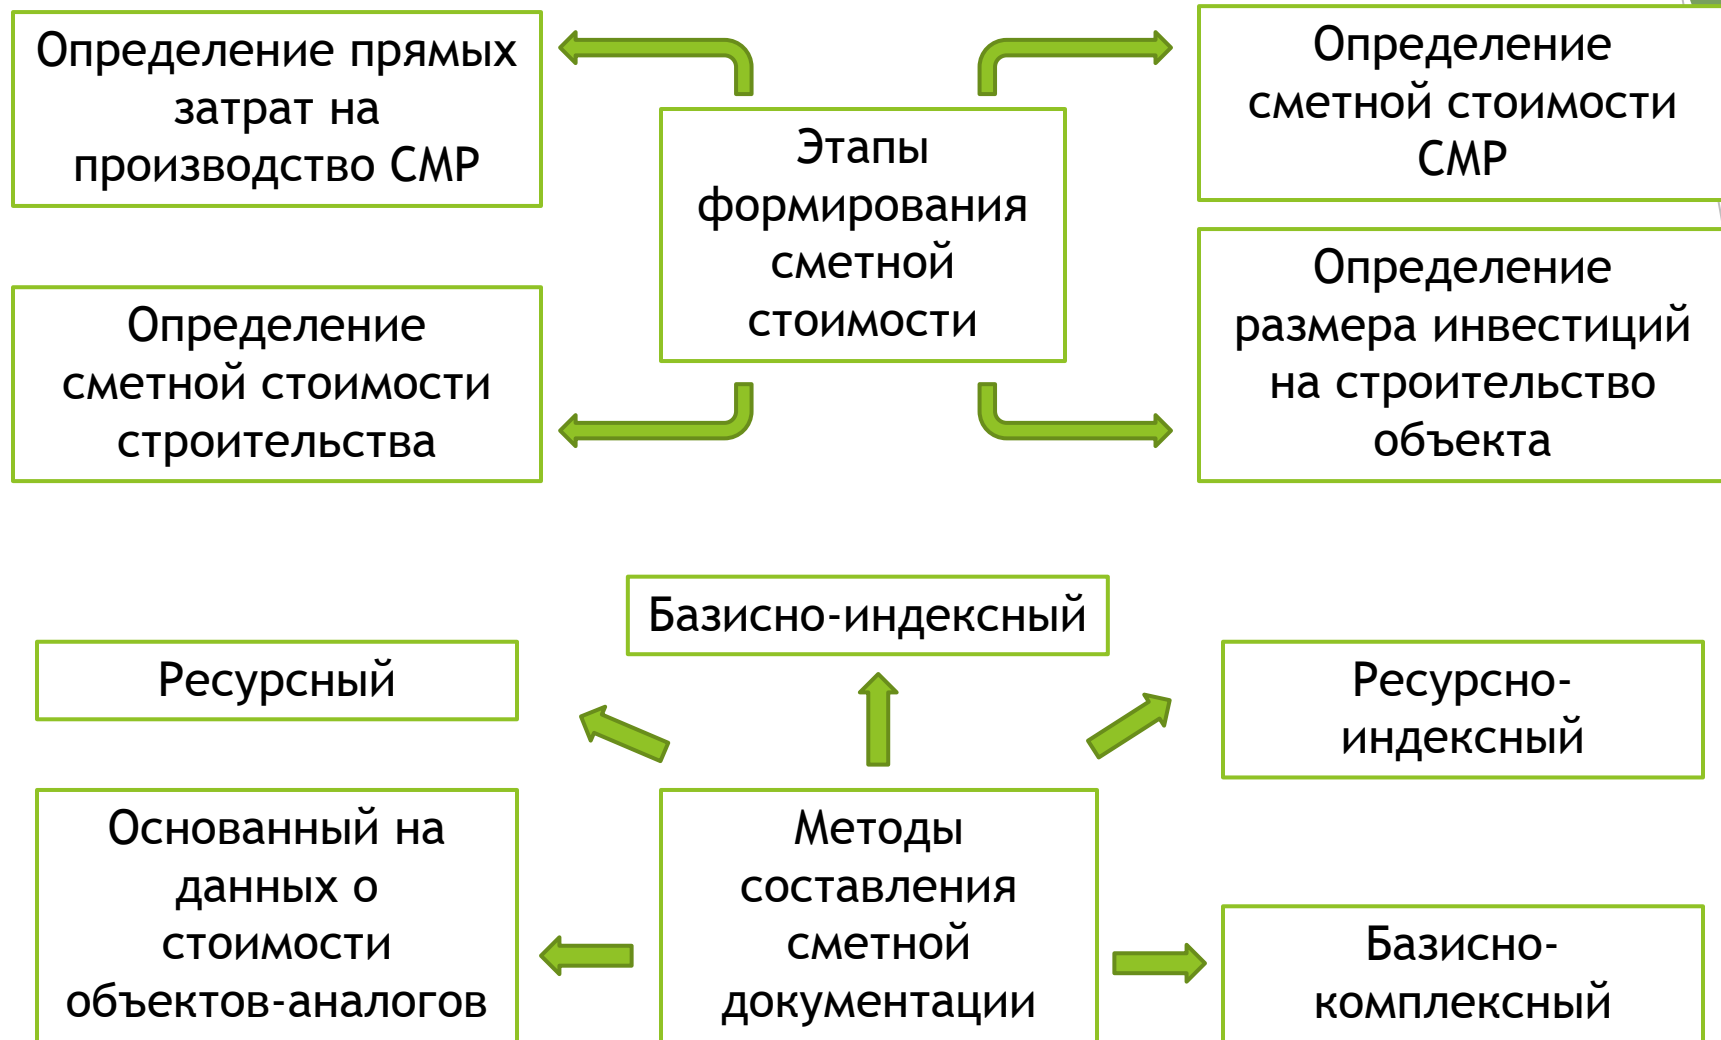 Определение прямых
затрат на
производство СМР
Этапы
формирования
сметной
стоимости
Определение
сметной стоимости
СМР
Определение
сметной стоимости
строительства
Определение
размера инвестиций
на строительство
объекта
Базисно-индексный
Ресурсный
Ресурсно-
индексный
Основанный на
данных о
стоимости
объектов-аналогов
Методы
составления
сметной
документации
Базисно-
комплексный